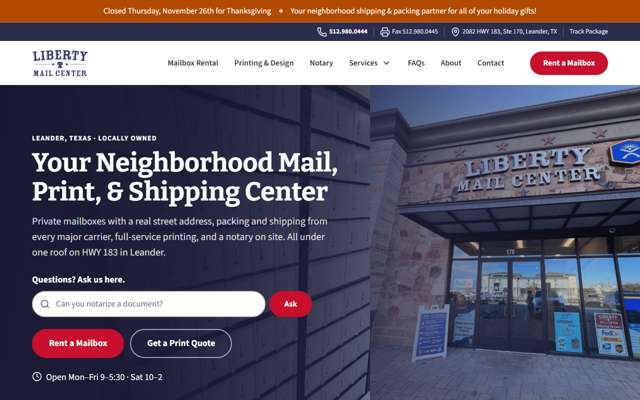 Closed Thursday, November 26th for Thanksgiving • Your neighborhood shipping & packing partner for all of your holiday gifts!
512.980.0444 Fax 512.980.0445 2082 HWY 183, Ste 170, Leander, TX Track Package
LIBERTY
MAIL CENTER
Mailbox Rental Printing & Design Notary Services FAQs About Contact Rent a Mailbox
LEANDER, TEXAS · LOCALLY OWNED
Your Neighborhood Mail,
Print, & Shipping Center
Private mailboxes with a real street address, packing and shipping from
every major carrier, full-service printing, and a notary on site. All under
one roof on HWY 183 in Leander.
Questions? Ask us here.
Can you notarize a document? Ask
Rent a Mailbox Get a Print Quote
Open Mon–Fri 9–5:30 · Sat 10–2
LIBERTY
MAIL CENTER
170
FedEx